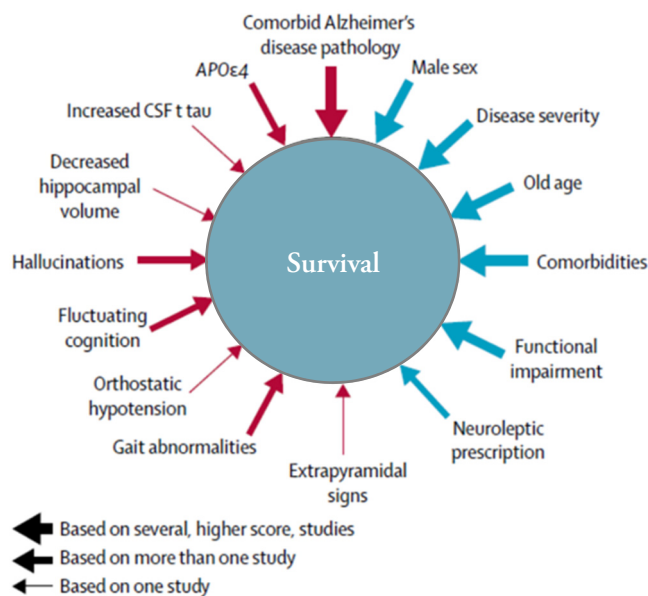 Comorbid Alzheimer's
disease pathology
APOε4
Male sex
Increased CSF t tau
Disease severity
Decreased
hippocampal
volume
Old age
Hallucinations
Survival
Comorbidities
Fluctuating
cognition
Functional
impairment
Orthostatic
hypotension
Neuroleptic
prescription
Gait abnormalities
Extrapyramidal
signs
Based on several, higher score, studies
Based on more than one study
Based on one study